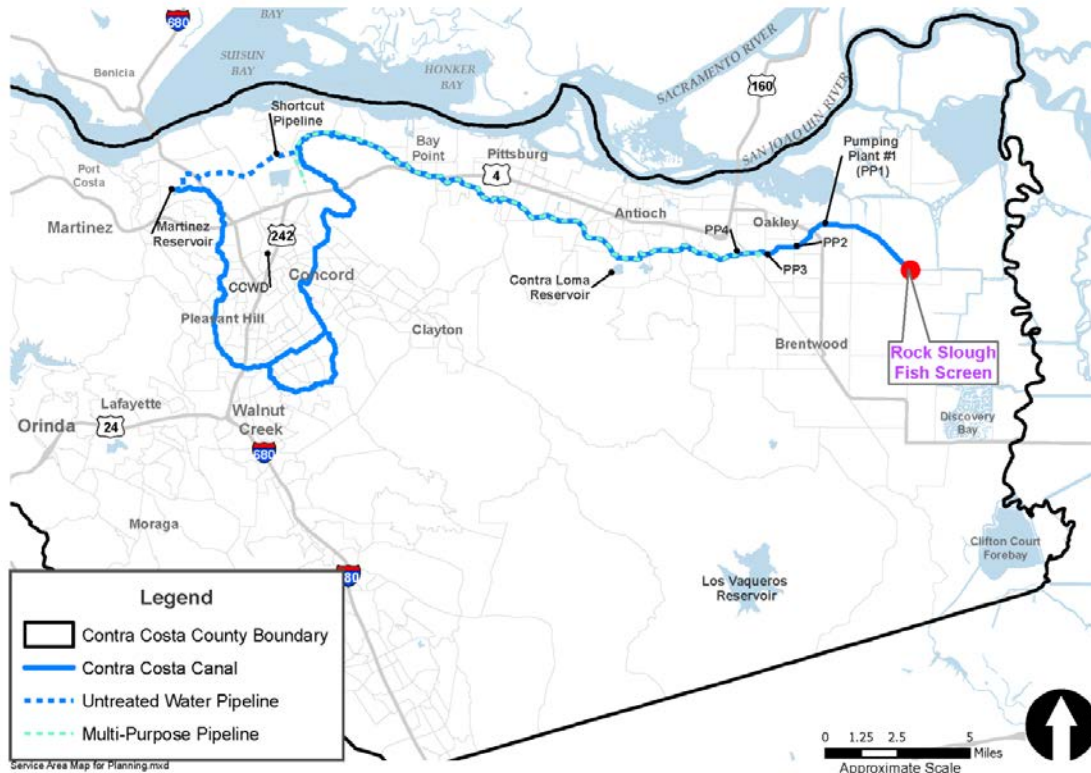 680
BAY
SUISUN
BAY
HONKER
BAY
SACRAMENTO RIVER
160
SAN JOAQUIN RIVER
Benicia
Shortcut
Pipeline
Bay
Point
Pittsburg
4
Pumping
Plant #1
(PP1)
Port
Costa
Martinez
Martinez
Reservoir
242
Antioch
Oakley
PP4
PP2
PP3
CCWD
Concord
Contra Loma
Reservoir
Pleasant Hill
Clayton
Brentwood
Rock Slough
Fish Screen
Lafayette
Orinda
24
Walnut
Creek
680
Discovery
Bay
Moraga
Clifton Court
Forebay
Los Vaqueros
Reservoir
80
Legend
Contra Costa County Boundary
Contra Costa Canal
Untreated Water Pipeline
Multi-Purpose Pipeline
0 1.25 2.5 5
Miles
Approximate Scale
Service Area Map for Planning.mxd